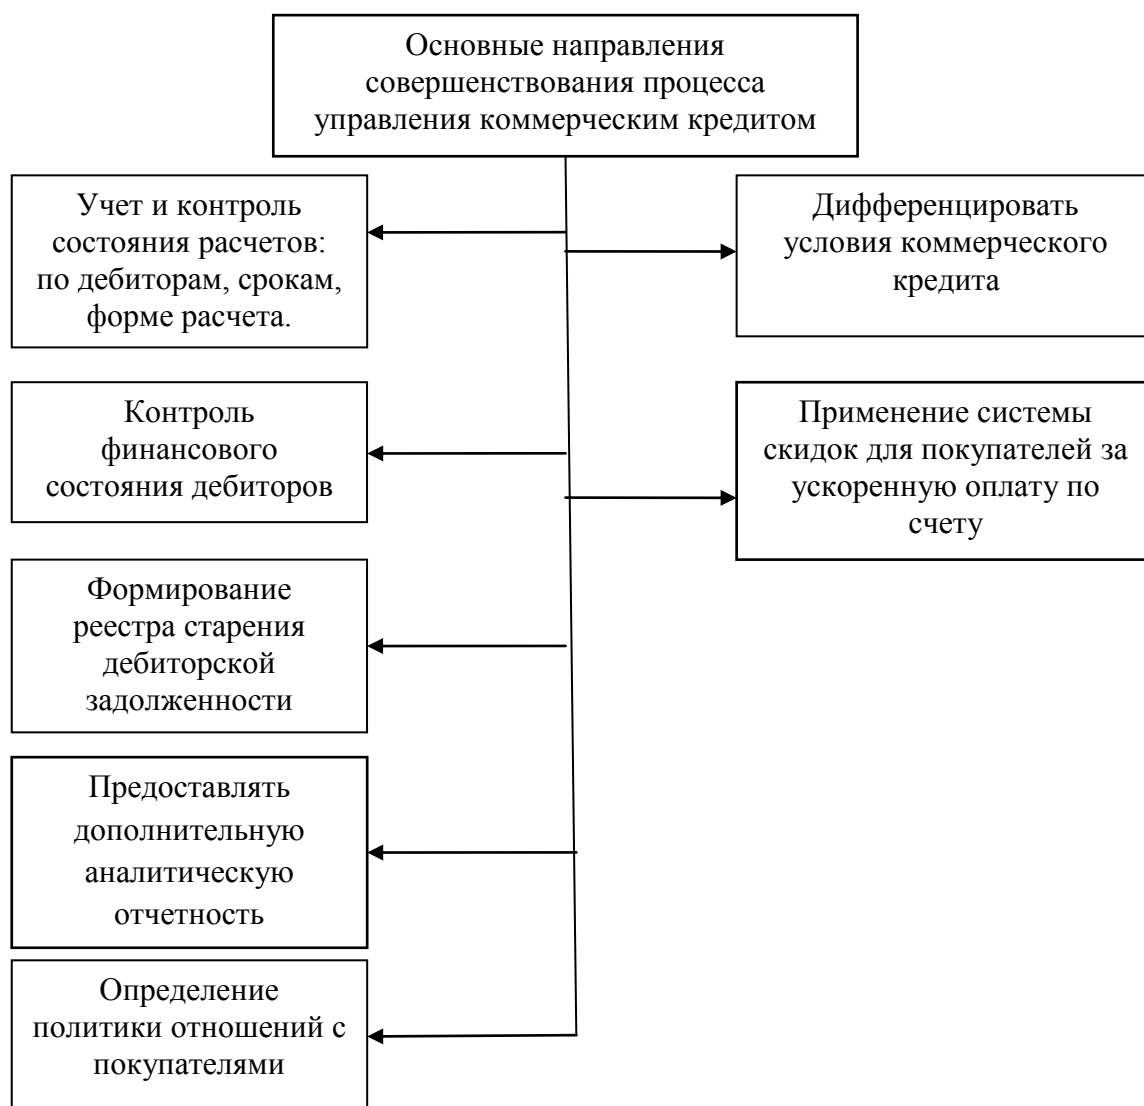 Основные направления
совершенствования процесса
управления коммерческим кредитом
Учет и контроль
состояния расчетов:
по дебиторам, срокам,
форме расчета.
Дифференцировать
условия коммерческого
кредита
Контроль
финансового
состояния дебиторов
Применение системы
скидок для покупателей за
ускоренную оплату по
счету
Формирование
реестра старения
дебиторской
задолженности
Предоставлять
дополнительную
аналитическую
отчетность
Определение
политики отношений с
покупателями